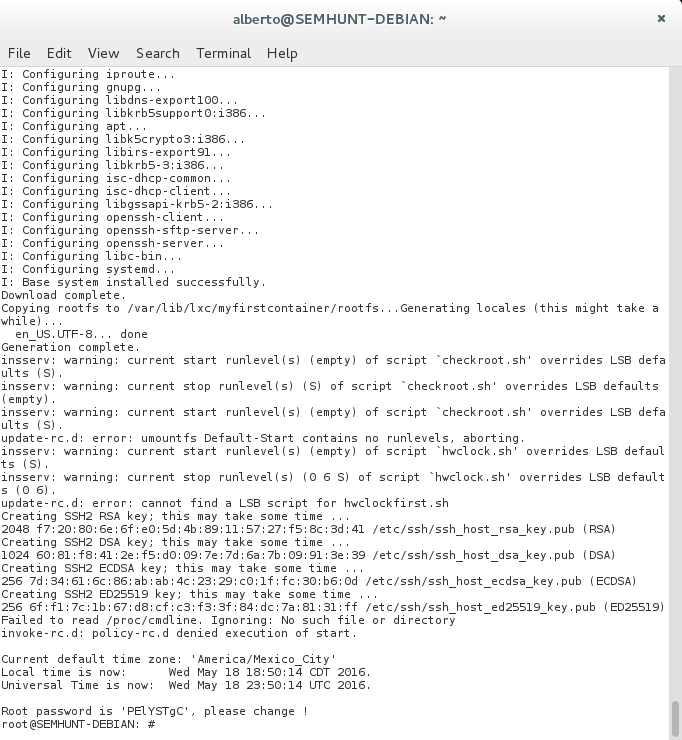 alberto@SEMHUNT-DEBIAN: ~
File Edit View Search Terminal Help
I: Configuring iproute...
I: Configuring gnupg...
I: Configuring libdns-export100...
I: Configuring libkrb5support0:i386...
I: Configuring apt...
I: Configuring libk5crypto3:i386...
I: Configuring libirs-export91...
I: Configuring libkrb5-3:i386...
I: Configuring isc-dhcp-common...
I: Configuring isc-dhcp-client...
I: Configuring libgssapi-krb5-2:i386...
I: Configuring openssh-client...
I: Configuring openssh-sftp-server...
I: Configuring openssh-server...
I: Configuring libc-bin...
I: Configuring systemd...
I: Base system installed successfully.
Download complete.
Copying rootfs to /var/lib/lxc/myfirstcontainer/rootfs...Generating locales (this might take a
while)...
  en_US.UTF-8... done
Generation complete.
insserv: warning: current start runlevel(s) (empty) of script `checkroot.sh' overrides LSB defa
ults (S).
insserv: warning: current stop runlevel(s) (S) of script `checkroot.sh' overrides LSB defaults
(empty).
insserv: warning: current start runlevel(s) (empty) of script `checkroot.sh' overrides LSB defa
ults (S).
update-rc.d: error: umountfs Default-Start contains no runlevels, aborting.
insserv: warning: current start runlevel(s) (empty) of script `hwclock.sh' overrides LSB defaul
ts (S).
insserv: warning: current stop runlevel(s) (0 6 S) of script `hwclock.sh' overrides LSB default
s (0 6).
update-rc.d: error: cannot find a LSB script for hwclockfirst.sh
Creating SSH2 RSA key; this may take some time ...
2048 f7:20:80:6e:6f:e0:5d:4b:89:11:57:27:f5:8c:3d:41 /etc/ssh/ssh_host_rsa_key.pub (RSA)
Creating SSH2 DSA key; this may take some time ...
1024 60:81:f8:41:2e:f5:d0:09:7e:7d:6a:7b:09:91:3e:39 /etc/ssh/ssh_host_dsa_key.pub (DSA)
Creating SSH2 ECDSA key; this may take some time ...
256 7d:34:61:6c:86:ab:ab:4c:23:29:c0:1f:fc:30:b6:0d /etc/ssh/ssh_host_ecdsa_key.pub (ECDSA)
Creating SSH2 ED25519 key; this may take some time ...
256 6f:f1:7c:1b:67:d8:cf:c3:f3:3f:84:dc:7a:81:31:ff /etc/ssh/ssh_host_ed25519_key.pub (ED25519)
Failed to read /proc/cmdline. Ignoring: No such file or directory
invoke-rc.d: policy-rc.d denied execution of start.
Current default time zone: 'America/Mexico_City'
Local time is now:      Wed May 18 18:50:14 CDT 2016.
Universal Time is now:  Wed May 18 23:50:14 UTC 2016.
Root password is 'PElYSTgC', please change !
root@SEMHUNT-DEBIAN: #